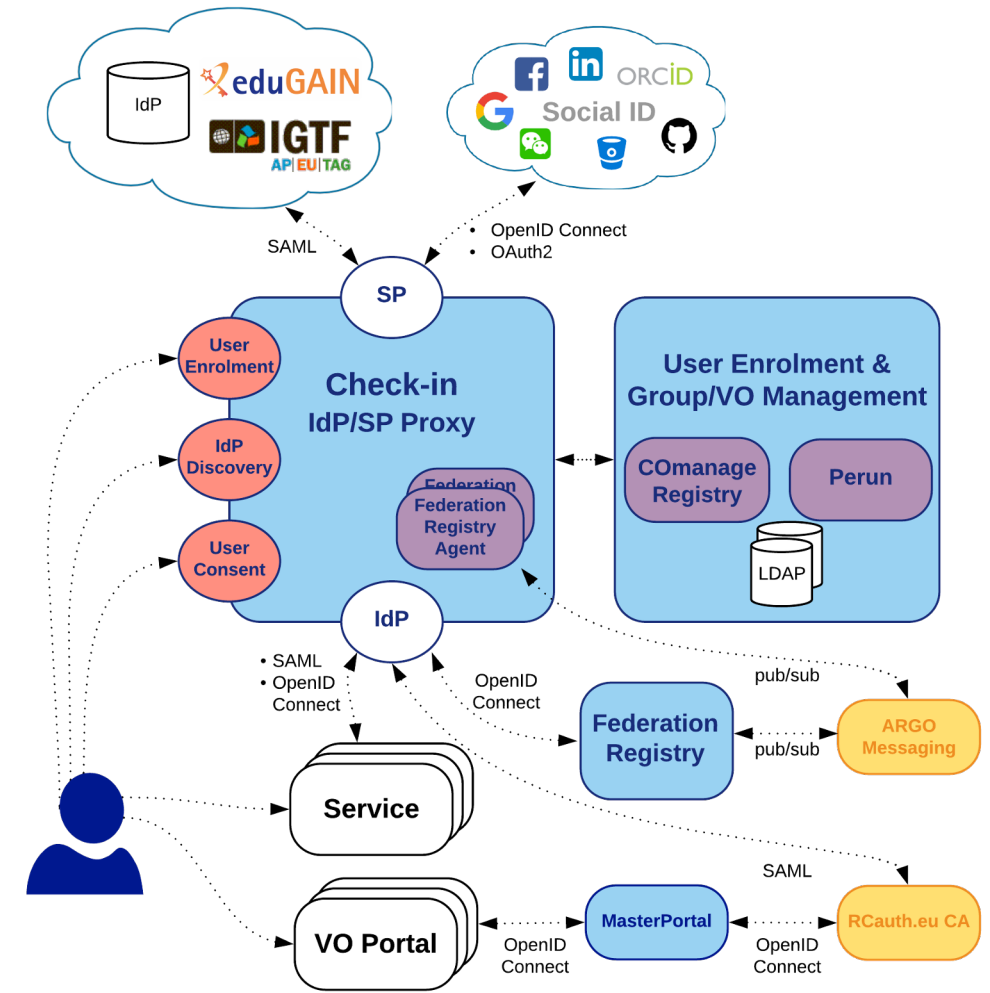 IdP
eduGAIN
IGTF
AP|EU|TAG
ORCiD
Social ID
SAML
• OpenID Connect
• OAuth2
SP
User
Enrolment
IdP
Discovery
User
Consent
Check-in
IdP/SP Proxy
Federation
Federation
Registry
Agent
IdP
User Enrolment &
Group/VO Management
COmanage
Registry
Perun
LDAP
• SAML
• OpenID
Connect
OpenID
Connect
pub/sub
Federation
Registry
pub/sub
ARGO
Messaging
Service
SAML
VO Portal
OpenID
Connect
MasterPortal
OpenID
Connect
RCauth.eu CA